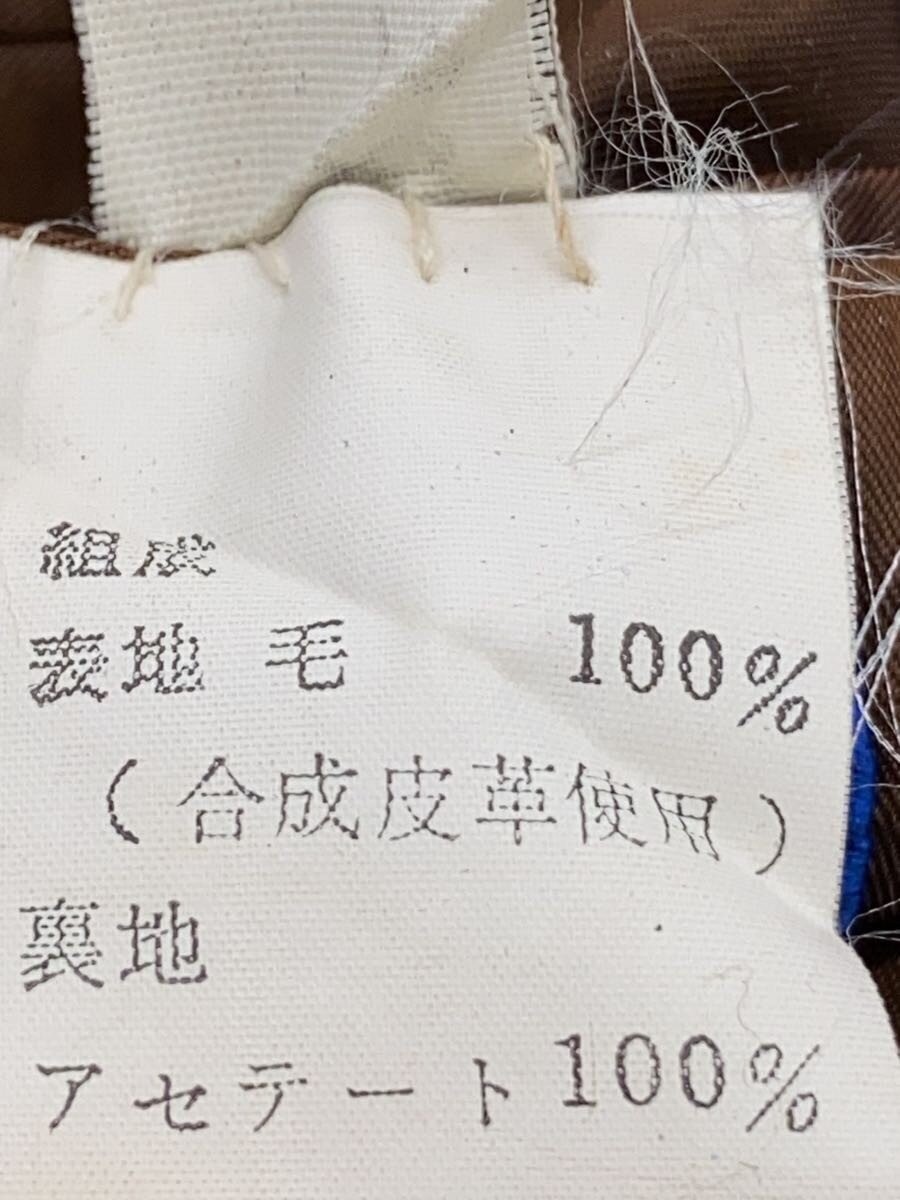 組成
表地 毛 100%
(合成皮革使用)
裏地
アセテート100%